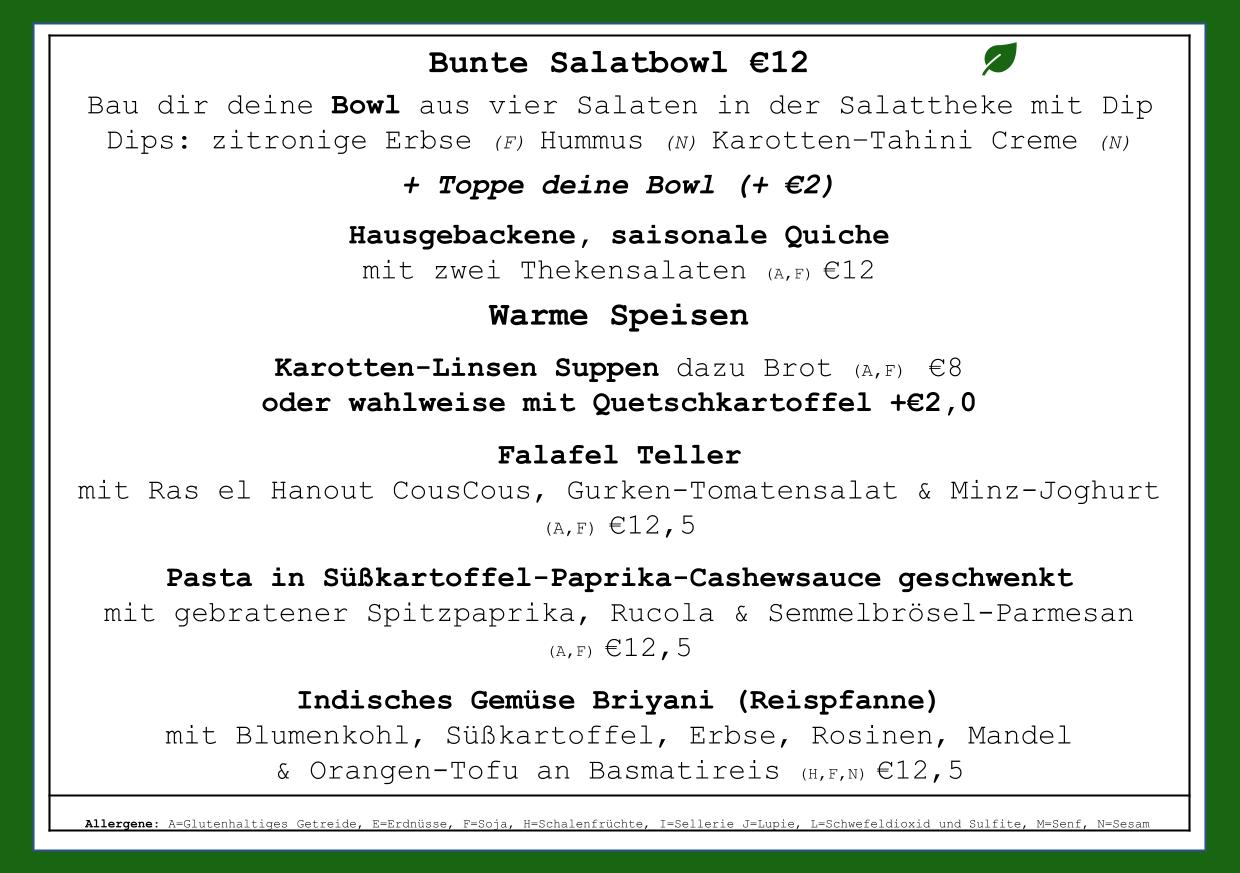 Bunte Salatbowl €12
Bau dir deine Bowl aus vier Salaten in der Salattheke mit Dip
Dips: zitronige Erbse (F) Hummus (N) Karotten-Tahini Creme (N)
+ Toppe deine Bowl (+ €2)
Hausgebackene, saisonale Quiche
mit zwei Thekensalaten (A,F) €12
Warme Speisen
Karotten-Linsen Suppen dazu Brot (A,F) €8
oder wahlweise mit Quetschkartoffel +€2,0
Falafel Teller
mit Ras el Hanout CousCous, Gurken-Tomatensalat & Minz-Joghurt
(A,F) €12,5
Pasta in Süßkartoffel-Paprika-Cashewsauce geschwenkt
mit gebratener Spitzpaprika, Rucola & Semmelbrösel-Parmesan
(A,F) €12,5
Indisches Gemüse Briyani (Reispfanne)
mit Blumenkohl, Süßkartoffel, Erbse, Rosinen, Mandel
& Orangen-Tofu an Basmatireis (H,F,N) €12,5
Allergene: A=Glutenhaltiges Getreide, E=Erdnüsse, F=Soja, H=Schalenfrüchte, I=Sellerie J=Lupie, L=Schwefeldioxid und Sulfite, M=Senf, N=Sesam